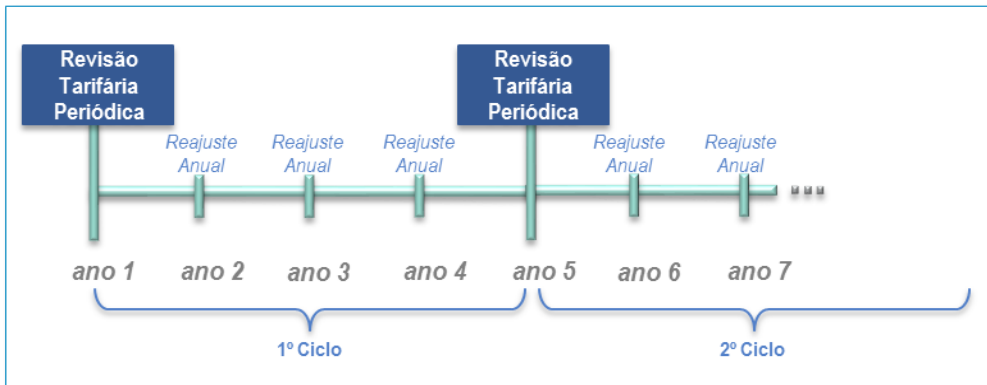 Revisão
Tarifária
Periódica
Revisão
Tarifária
Periódica
Reajuste
Anual
Reajuste
Anual
Reajuste
Anual
Reajuste
Anual
Reajuste
Anual
ano 1
ano 2
ano 3
ano 4
ano 5
ano 6
ano 7
1º Ciclo
2º Ciclo